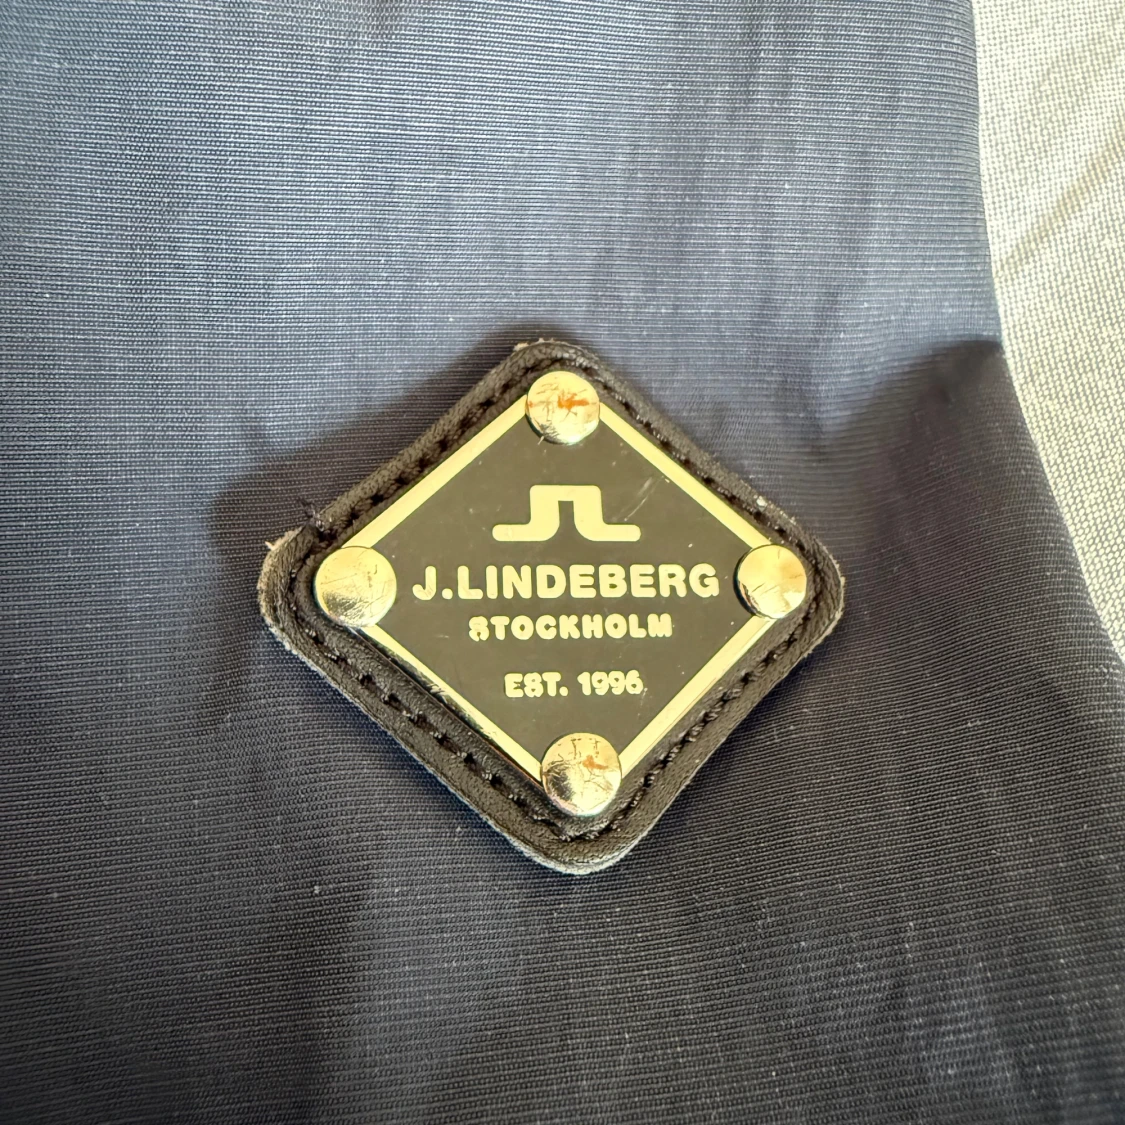 J.LINDEBERG
STOCKHOLM
EST. 1996